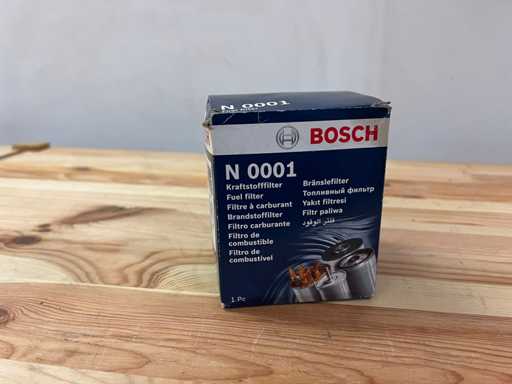 N 0001
BOSCH
N 0001
Kraftstofffilter
Fuel filter
Filtre à carburant
Brandstoffilter
Filtro carburante
Filtro de
combustible
Filtro de
combustível
Bränslefilter
Топливный фильтр
Yakıt filtresi
Filtr paliwa
فلتر الوقود
1 Pc